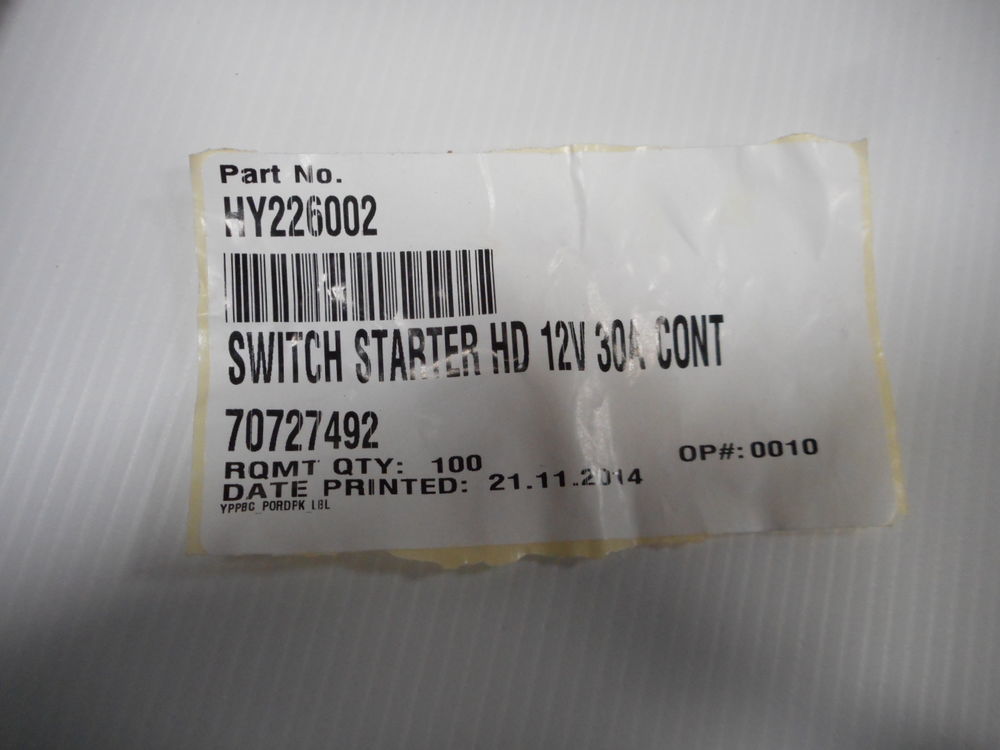 Part No.
HY226002
SWITCH STARTER HD 12V 30A CONT
70727492
RQMT QTY: 100
OP#: 0010
DATE PRINTED: 21.11.2014
YPPBC_PORDPK_LBL